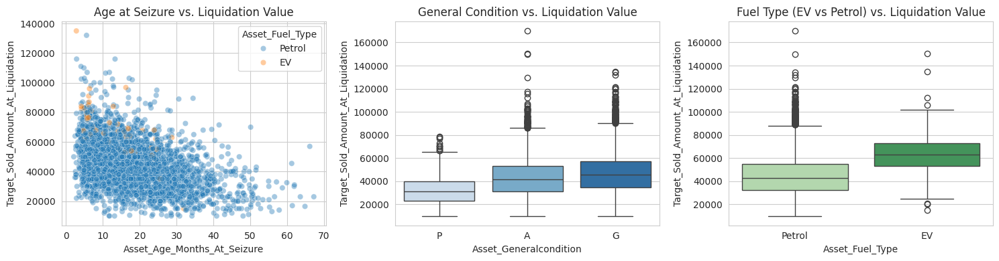 Age at Seizure vs. Liquidation Value
Target_Sold_Amount_At_Liquidation
140000
120000
100000
80000
60000
40000
20000
Asset_Fuel_Type
Petrol
EV
0 10 20 30 40 50 60 70
Asset_Age_Months_At_Seizure
General Condition vs. Liquidation Value
Target_Sold_Amount_At_Liquidation
160000
140000
120000
100000
80000
60000
40000
20000
P A G
Asset_Generalcondition
Fuel Type (EV vs Petrol) vs. Liquidation Value
Target_Sold_Amount_At_Liquidation
160000
140000
120000
100000
80000
60000
40000
20000
Petrol EV
Asset_Fuel_Type